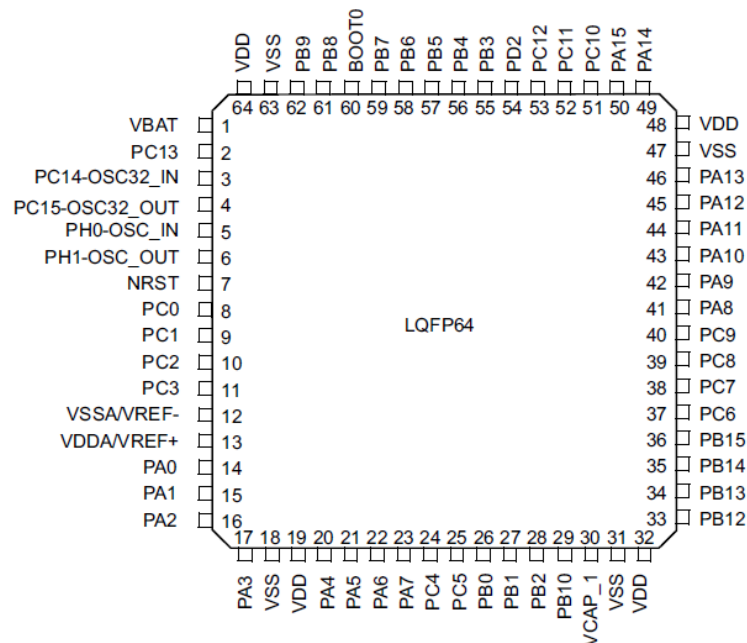 VDD VSS PB9 PB8 BOOT0 PB7 PB6 PB5 PB4 PB3 PD2 PC12 PC11 PC10 PA15 PA14
64 63 62 61 60 59 58 57 56 55 54 53 52 51 50 49
VBAT 1 48 VDD
PC13 2 47 VSS
PC14-OSC32_IN 3 46 PA13
PC15-OSC32_OUT 4 45 PA12
PH0-OSC_IN 5 44 PA11
PH1-OSC_OUT 6 43 PA10
NRST 7 42 PA9
PC0 8 LQFP64 41 PA8
PC1 9 40 PC9
PC2 10 39 PC8
PC3 11 38 PC7
VSSA/VREF- 12 37 PC6
VDDA/VREF+ 13 36 PB15
PA0 14 35 PB14
PA1 15 34 PB13
PA2 16 33 PB12
17 18 19 20 21 22 23 24 25 26 27 28 29 30 31 32
PA3 VSS VDD PA4 PA5 PA6 PA7 PC4 PC5 PB0 PB1 PB2 PB10 VCAP_1 VSS VDD